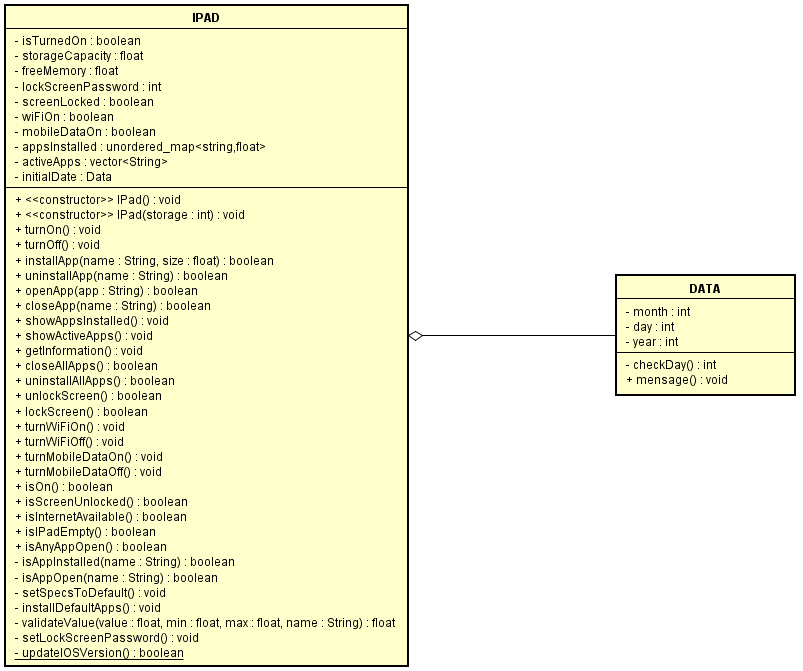 IPAD
- isTurnedOn : boolean
- storageCapacity : float
- freeMemory : float
- lockScreenPassword : int
- screenLocked : boolean
- wiFiOn : boolean
- mobileDataOn : boolean
- appsInstalled : unordered_map<string,float>
- activeApps : vector<String>
- initialDate : Data
+ <<constructor>> IPad() : void
+ <<constructor>> IPad(storage : int) : void
+ turnOn() : void
+ turnOff() : void
+ installApp(name : String, size : float) : boolean
+ uninstallApp(name : String) : boolean
+ openApp(app : String) : boolean
+ closeApp(name : String) : boolean
+ showAppsInstalled() : void
+ showActiveApps() : void
+ getInformation() : void
+ closeAllApps() : boolean
+ uninstallAllApps() : boolean
+ unlockScreen() : boolean
+ lockScreen() : boolean
+ turnWiFiOn() : void
+ turnWiFiOff() : void
+ turnMobileDataOn() : void
+ turnMobileDataOff() : void
+ isOn() : boolean
+ isScreenUnlocked() : boolean
+ isInternetAvailable() : boolean
+ isIPadEmpty() : boolean
+ isAnyAppOpen() : boolean
- isAppInstalled(name : String) : boolean
- isAppOpen(name : String) : boolean
- setSpecsToDefault() : void
- installDefaultApps() : void
- validateValue(value : float, min : float, max : float, name : String) : float
- setLockScreenPassword() : void
- updateIOSVersion() : boolean
DATA
- month : int
- day : int
- year : int
- checkDay() : int
+ mensage() : void